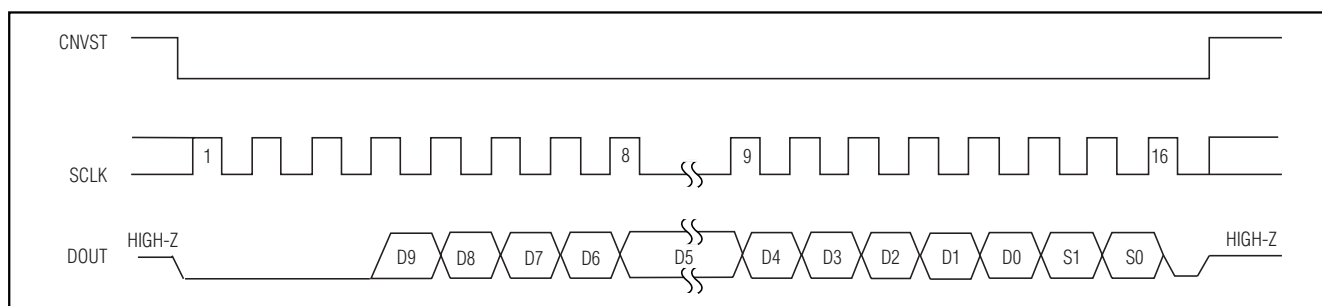 CNVST
1
8
9
16
SCLK
HIGH-Z
HIGH-Z
DOUT
D9
D8
D7
D6
D5
D4
D3
D2
D1
D0
S1
S0